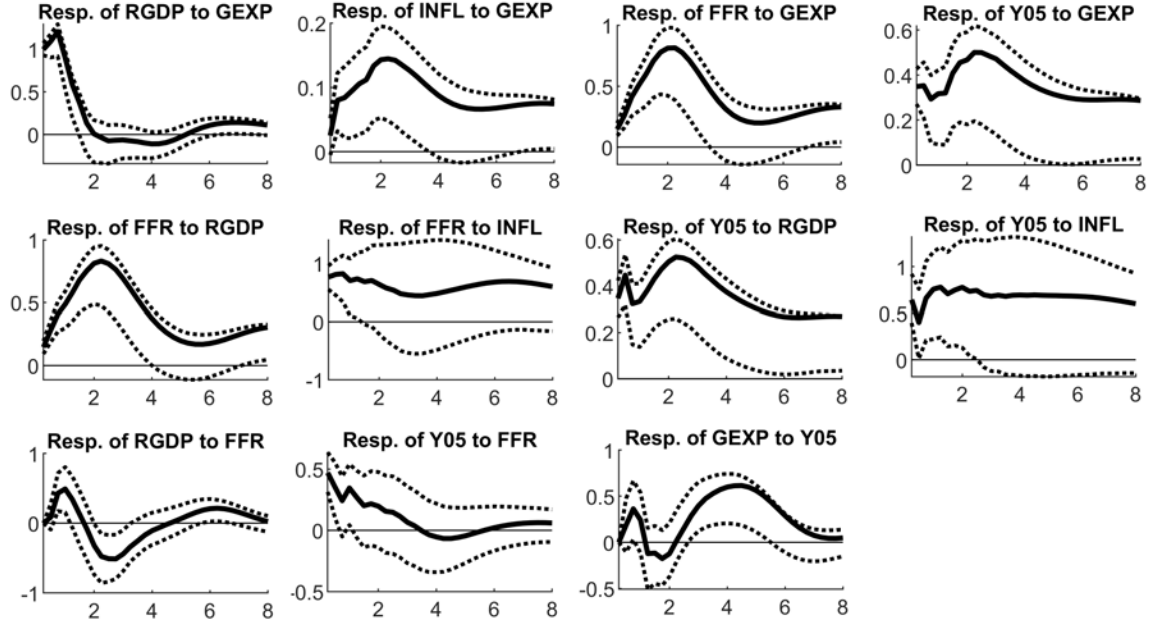 Resp. of RGDP to GEXP
1
0.5
0
2 4 6 8
Resp. of INFL to GEXP
0.2
0.1
0
2 4 6 8
Resp. of FFR to GEXP
1
0.5
0
2 4 6 8
Resp. of Y05 to GEXP
0.6
0.4
0.2
0
2 4 6 8
Resp. of FFR to RGDP
1
0.5
0
2 4 6 8
Resp. of FFR to INFL
1
0
-1
2 4 6 8
Resp. of Y05 to RGDP
0.6
0.4
0.2
0
2 4 6 8
Resp. of Y05 to INFL
1
0.5
0
2 4 6 8
Resp. of RGDP to FFR
1
0
-1
2 4 6 8
Resp. of Y05 to FFR
0.5
0
-0.5
2 4 6 8
Resp. of GEXP to Y05
1
0.5
0
-0.5
2 4 6 8